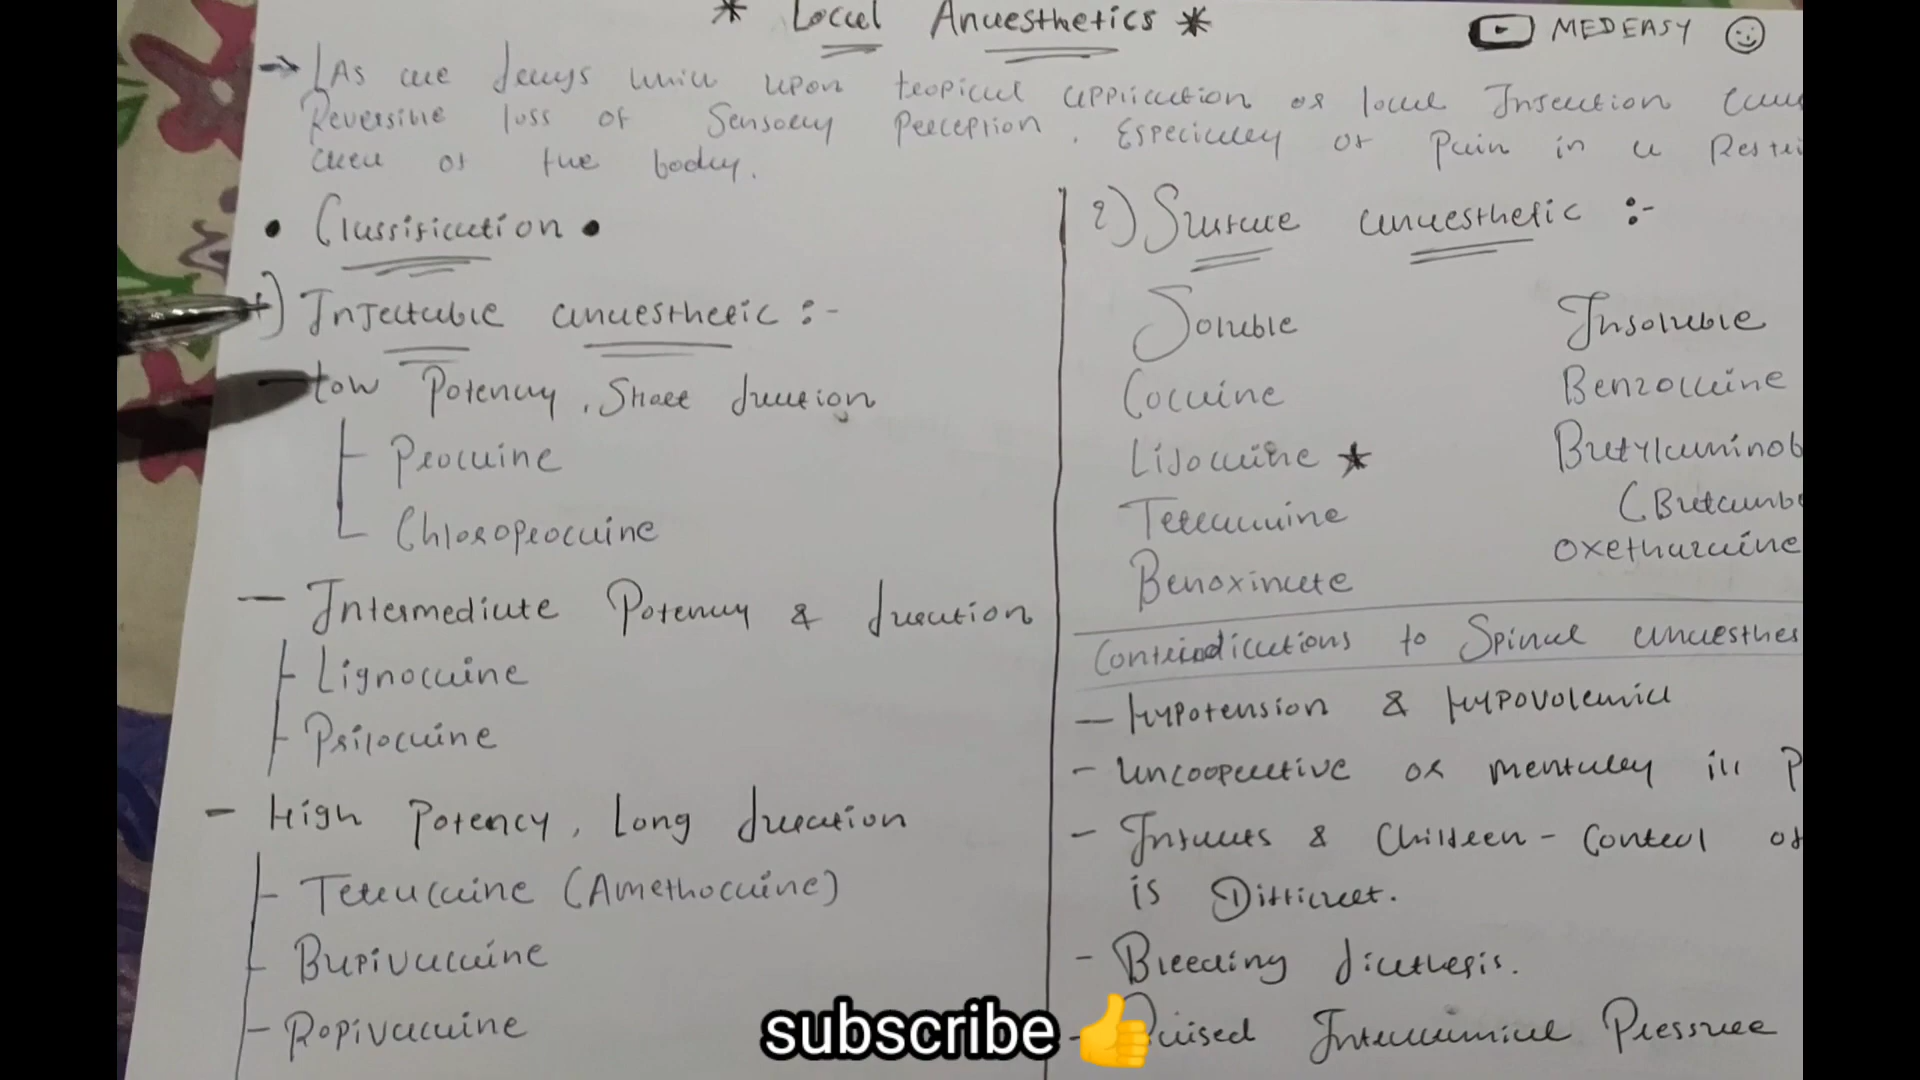 * Local Anaesthetics *
MEDEASY
→ LAs are drugs which upon tropical application or local Injection
Reversible loss of Sensory Perception, Especially of Pain in a Restri
area of the body.
• Classification •
1) Injectable anaesthetic :-
- Low Potency, Short duration
Procaine
Chloroprocaine
- Intermediate Potency & duration
Lignocaine
Prilocaine
- High Potency, Long duration
Tetracaine (Amethocaine)
Bupivacaine
Ropivacaine
2) Surface anaesthetic :-
Soluble Insoluble
Cocaine Benzocaine
Lidocaine * Butylaminob
Tetracaine (Butamb
Benoxinate oxethazaine
Contraindications to Spinal anaesthes
- Hypotension & Hypovolemia
- uncooperative or mentally ill P
- Infants & Children - Control of
is Difficult.
- Bleeding diathesis.
- Raised Intracranial Pressure
subscribe 👍